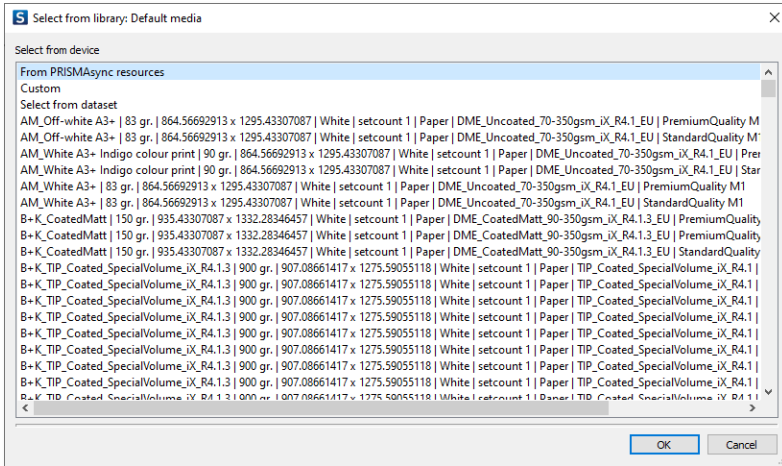 S Select from library: Default media
Select from device
From PRISMAsync resources
Custom
Select from dataset
AM_Off-white A3+ | 83 gr. | 864.56692913 x 1295.43307087 | White | setcount 1 | Paper | DME_Uncoated_70-350gsm_iX_R4.1_EU | PremiumQuality M
AM_Off-white A3+ | 83 gr. | 864.56692913 x 1295.43307087 | White | setcount 1 | Paper | DME_Uncoated_70-350gsm_iX_R4.1_EU | StandardQuality M
AM_White A3+ Indigo colour print | 90 gr. | 864.56692913 x 1295.43307087 | White | setcount 1 | Paper | DME_Uncoated_70-350gsm_iX_R4.1_EU | Pre
AM_White A3+ Indigo colour print | 90 gr. | 864.56692913 x 1295.43307087 | White | setcount 1 | Paper | DME_Uncoated_70-350gsm_iX_R4.1_EU | Star
AM_White A3+ | 83 gr. | 864.56692913 x 1295.43307087 | White | setcount 1 | Paper | DME_Uncoated_70-350gsm_iX_R4.1_EU | PremiumQuality M1
AM_White A3+ | 83 gr. | 864.56692913 x 1295.43307087 | White | setcount 1 | Paper | DME_Uncoated_70-350gsm_iX_R4.1_EU | StandardQuality M1
B+K_CoatedMatt | 150 gr. | 935.43307087 x 1332.28346457 | White | setcount 1 | Paper | DME_CoatedMatt_90-350gsm_iX_R4.1.3_EU | PremiumQuality
B+K_CoatedMatt | 150 gr. | 935.43307087 x 1332.28346457 | White | setcount 1 | Paper | DME_CoatedMatt_90-350gsm_iX_R4.1.3_EU | PremiumQuality
B+K_CoatedMatt | 150 gr. | 935.43307087 x 1332.28346457 | White | setcount 1 | Paper | DME_CoatedMatt_90-350gsm_iX_R4.1.3_EU | StandardQuality
B+K_TIP_Coated_SpecialVolume_iX_R4.1.3 | 900 gr. | 907.08661417 x 1275.59055118 | White | setcount 1 | Paper | TIP_Coated_SpecialVolume_iX_R4.1 |
B+K_TIP_Coated_SpecialVolume_iX_R4.1.3 | 900 gr. | 907.08661417 x 1275.59055118 | White | setcount 1 | Paper | TIP_Coated_SpecialVolume_iX_R4.1 |
B+K_TIP_Coated_SpecialVolume_iX_R4.1.3 | 900 gr. | 907.08661417 x 1275.59055118 | White | setcount 1 | Paper | TIP_Coated_SpecialVolume_iX_R4.1 |
B+K_TIP_Coated_SpecialVolume_iX_R4.1.3 | 900 gr. | 907.08661417 x 1275.59055118 | White | setcount 1 | Paper | TIP_Coated_SpecialVolume_iX_R4.1 |
B+K_TIP_Coated_SpecialVolume_iX_R4.1.3 | 900 gr. | 907.08661417 x 1275.59055118 | White | setcount 1 | Paper | TIP_Coated_SpecialVolume_iX_R4.1 |
B+K_TIP_Coated_SpecialVolume_iX_R4.1.3 | 900 gr. | 907.08661417 x 1275.59055118 | White | setcount 1 | Paper | TIP_Coated_SpecialVolume_iX_R4.1 |
B+K_TIP_Coated_SpecialVolume_iX_R4.1.3 | 900 gr. | 907.08661417 x 1275.59055118 | White | setcount 1 | Paper | TIP_Coated_SpecialVolume_iX_R4.1 |
B+K_TIP_Coated_SpecialVolume_iX_R4.1.3 | 900 gr. | 907.08661417 x 1275.59055118 | White | setcount 1 | Paper | TIP_Coated_SpecialVolume_iX_R4.1 |
OK Cancel